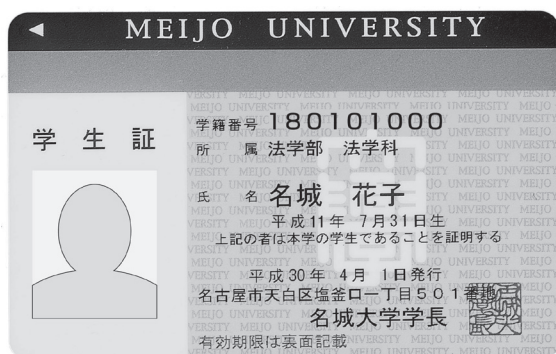 ◀ MEIJO UNIVERSITY
学生証
学籍番号 180101000
所属 法学部 法学科
氏名 名城 花子
平成11年 7月31日生
上記の者は本学の学生であることを証明する
平成30年 4月 1日発行
名古屋市天白区塩釜口一丁目501番地
名城大学学長
有効期限は裏面記載